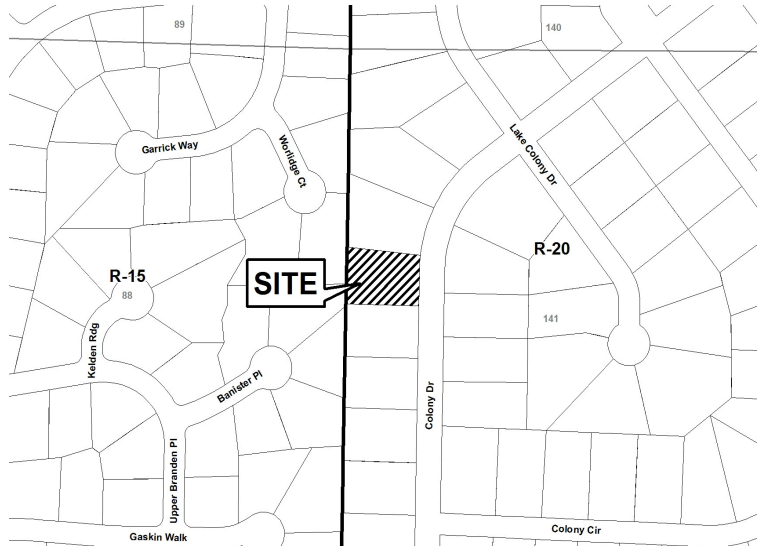 89
140
Garrick Way
Worlidge Ct
Lake Colony Dr
R-15
88
SITE
R-20
141
Kelden Rdg
Banister Pl
Colony Dr
Upper Branden Pl
Gaskin Walk
Colony Cir